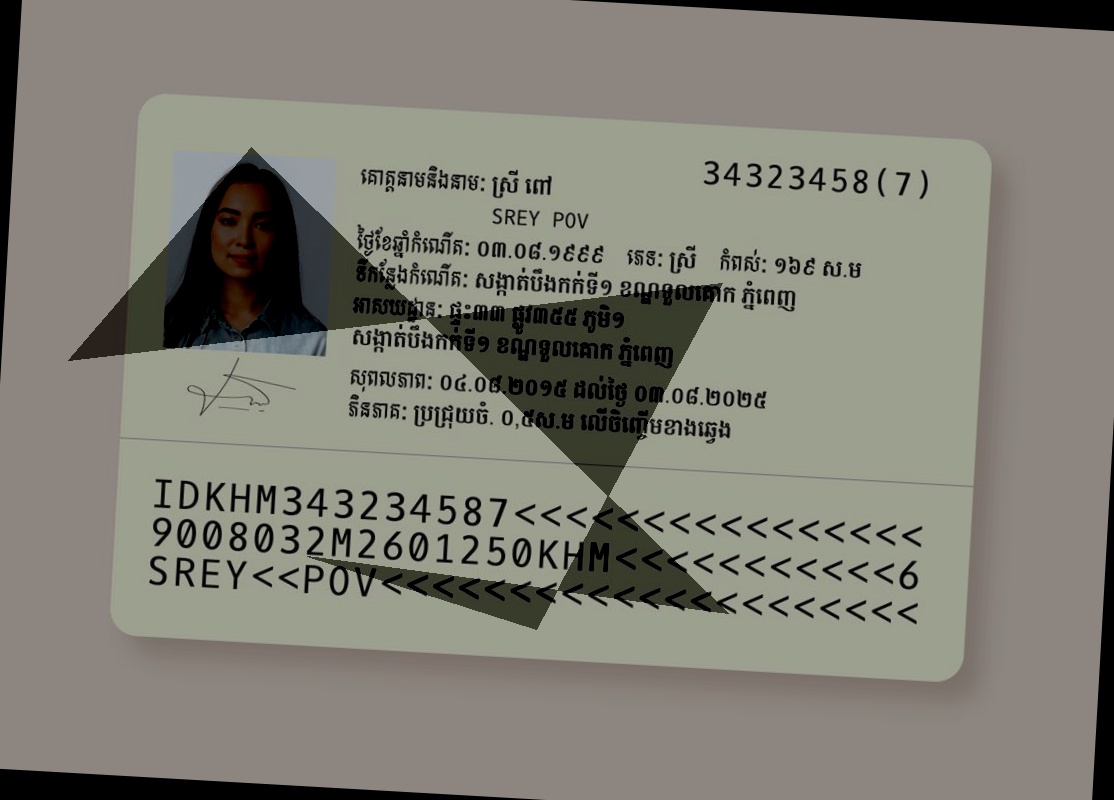 34323458(7)
គោត្តនាមនិងនាម: ស្រី ពៅ
SREY POV
ថ្ងៃខែឆ្នាំកំណើត: ០៣.០៨.១៩៩៩ ភេទ: ស្រី កំពស់: ១៦៩ ស.ម
ទីកន្លែងកំណើត: សង្កាត់បឹងកក់ទី១ ខណ្ឌទួលគោក ភ្នំពេញ
អាសយដ្ឋាន: ផ្ទះ៣៣ ផ្លូវ៣៥៥ ភូមិ១
សង្កាត់បឹងកក់ទី១ ខណ្ឌទួលគោក ភ្នំពេញ
សុពលភាព: ០៤.០៨.២០១៥ ដល់ថ្ងៃ ០៣.០៨.២០២៥
ភិនភាគ: ប្រជ្រុយចំ. ០,៥ស.ម លើចិញ្ចើមខាងឆ្វេង
IDKHM343234587<<<<<<<<<<<<<<<<
9008032M2601250KHM<<<<<<<<<<<6
SREY<<POV<<<<<<<<<<<<<<<<<<<<<